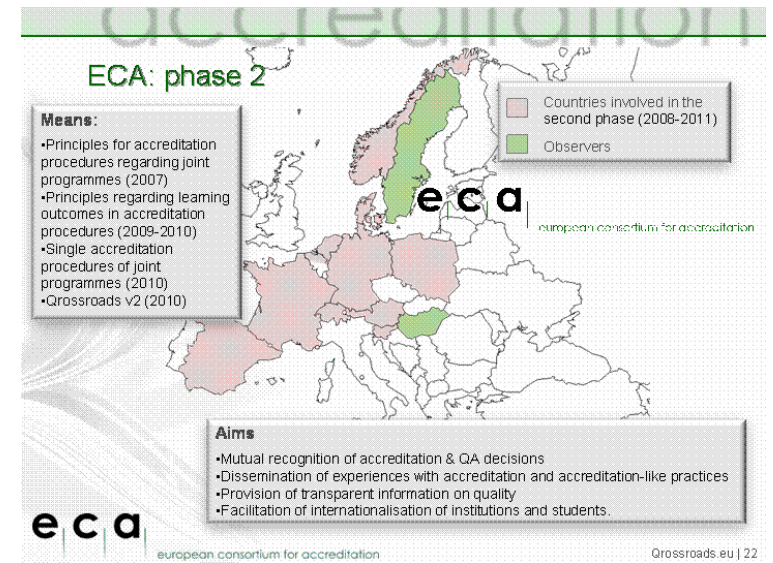 accreditation
ECA: phase 2
Means:
•Principles for accreditation
procedures regarding joint
programmes (2007)
•Principles regarding learning
outcomes in accreditation
procedures (2009-2010)
•Single accreditation
procedures of joint
programmes (2010)
•Qrossroads v2 (2010)
Countries involved in the
second phase (2008-2011)
Observers
e|c|a|
european consortium for accreditation
Aims
•Mutual recognition of accreditation & QA decisions
•Dissemination of experiences with accreditation and accreditation-like practices
•Provision of transparent information on quality
•Facilitation of internationalisation of institutions and students.
e|c|a|
european consortium for accreditation
Qrossroads.eu | 22